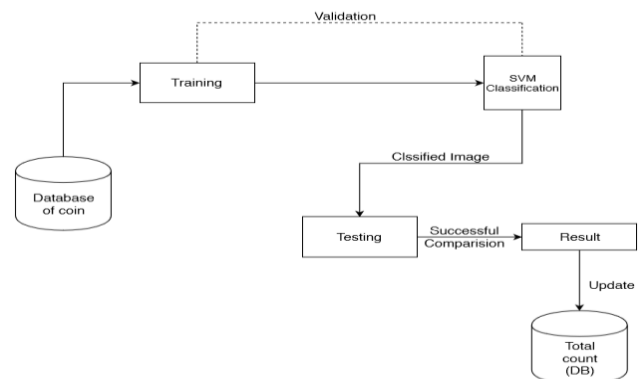 Validation
Training
SVM
Classification
Clssified Image
Database
of coin
Testing
Successful
Comparision
Result
Update
Total
count
(DB)